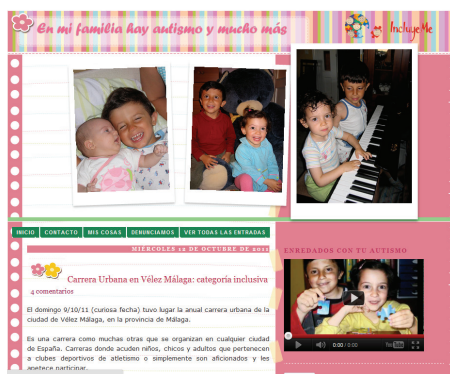 En mi familia hay autismo y mucho más
IncluyeMe
INICIO CONTACTO MIS COSAS DENUNCIAMOS VER TODAS LAS ENTRADAS
MIÉRCOLES 12 DE OCTUBRE DE 2011
Carrera Urbana en Vélez Málaga: categoría inclusiva
4 comentarios
El domingo 9/10/11 (curiosa fecha) tuvo lugar la anual carrera urbana de la
ciudad de Vélez Málaga, en la provincia de Málaga.
Es una carrera como muchas otras que se organizan en cualquier ciudad
de España. Carreras donde acuden niños, chicos y adultos que pertenecen
a clubes deportivos de atletismo o simplemente son aficionados y les
apetece participar.
ENREDADOS CON TU AUTISMO
0:00 / 0:00
You Tube